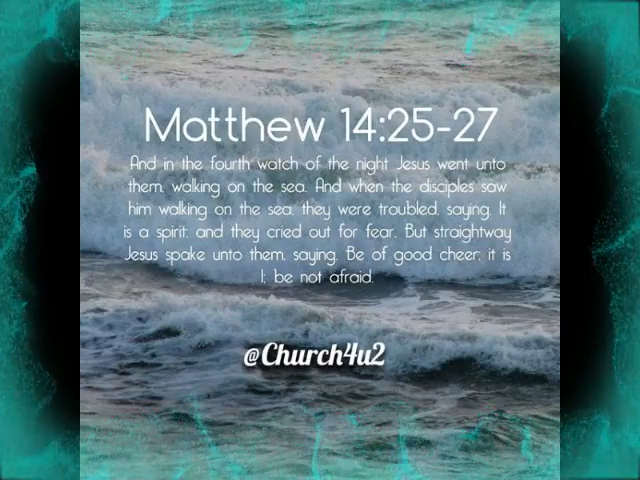 Matthew 14:25-27
And in the fourth watch of the night Jesus went unto
them, walking on the sea. And when the disciples saw
him walking on the sea, they were troubled, saying, It
is a spirit; and they cried out for fear. But straightway
Jesus spake unto them, saying, Be of good cheer; it is
I; be not afraid.
@Church4u2